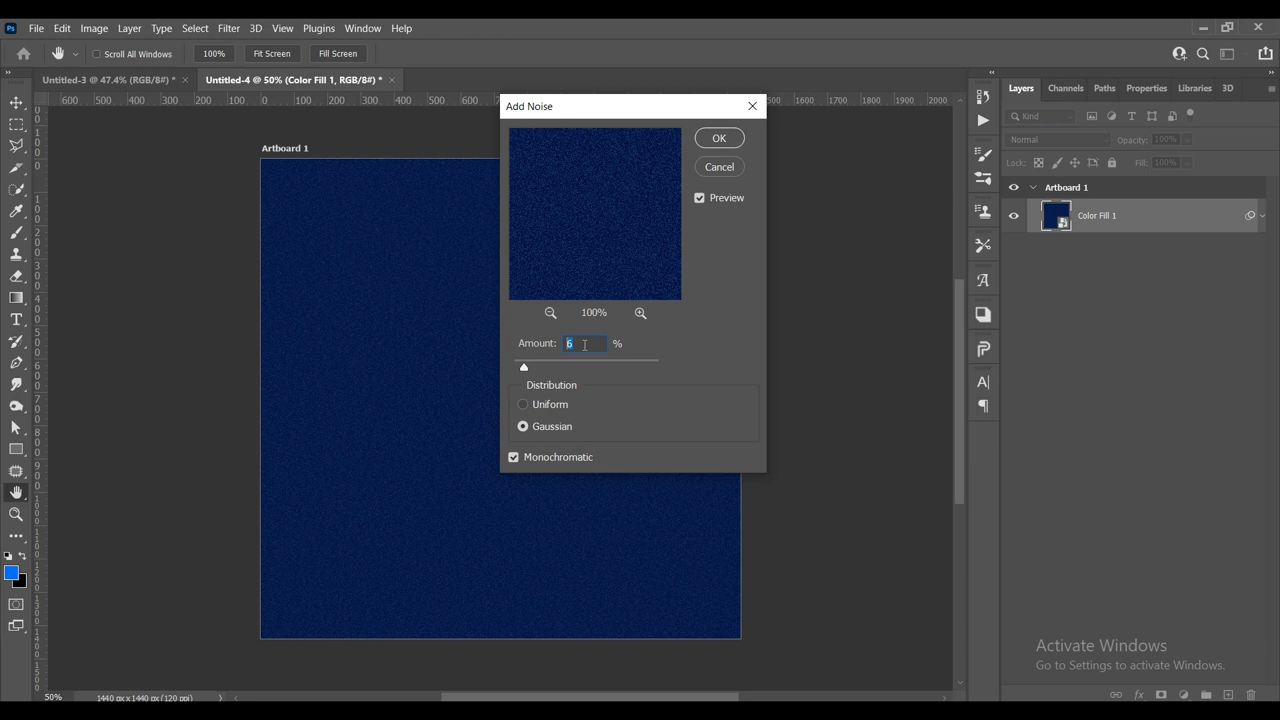 Ps File Edit Image Layer Type Select Filter 3D View Plugins Window Help
Scroll All Windows 100% Fit Screen Fill Screen
Untitled-3 @ 47.4% (RGB/8#) * × Untitled-4 @ 50% (Color Fill 1, RGB/8#) * ×
600 500 400 300 200 100 0 100 200 300 400 500 600 1500 1600 1700 1800 1900 2000
Artboard 1
Add Noise
OK
Cancel
Preview
100%
Amount: 6 %
Distribution
Uniform
Gaussian
Monochromatic
Layers Channels Paths Properties Libraries 3D
Kind
Normal Opacity: 100%
Lock: Fill: 100%
Artboard 1
Color Fill 1
Activate Windows
Go to Settings to activate Windows.
50% 1440 px x 1440 px (120 ppi)